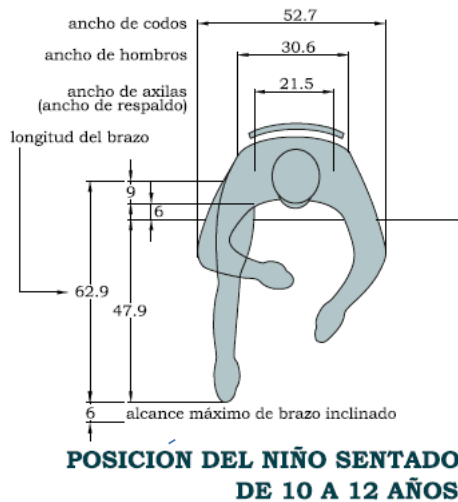 52.7
ancho de codos
30.6
ancho de hombros
21.5
ancho de axilas
(ancho de respaldo)
longitud del brazo
9
6
62.9
47.9
6 alcance máximo de brazo inclinado
POSICIÓN DEL NIÑO SENTADO
DE 10 A 12 AÑOS